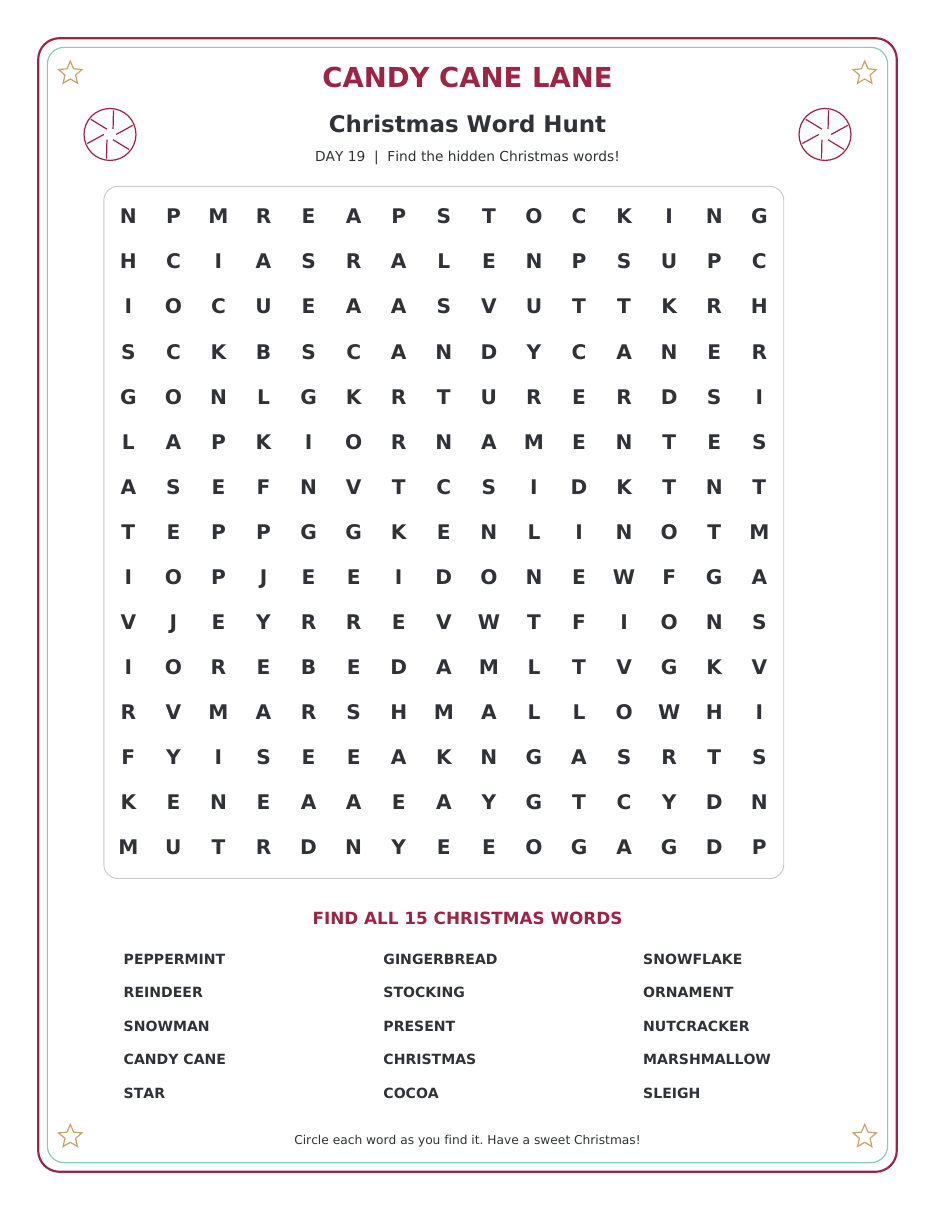 CANDY CANE LANE
Christmas Word Hunt
DAY 19 | Find the hidden Christmas words!
N P M R E A P S T O C K I N G
H C I A S R A L E N P S U P C
I O C U E A A S V U T T K R H
S C K B S C A N D Y C A N E R
G O N L G K R T U R E R D S I
L A P K I O R N A M E N T E S
A S E F N V T C S I D K T N T
T E P P G G K E N L I N O T M
I O P J E E I D O N E W F G A
V J E Y R R E V W T F I O N S
I O R E B E D A M L T V G K V
R V M A R S H M A L L O W H I
F Y I S E E A K N G A S R T S
K E N E A A E A Y G T C Y D N
M U T R D N Y E E O G A G D P
FIND ALL 15 CHRISTMAS WORDS
PEPPERMINT GINGERBREAD SNOWFLAKE
REINDEER STOCKING ORNAMENT
SNOWMAN PRESENT NUTCRACKER
CANDY CANE CHRISTMAS MARSHMALLOW
STAR COCOA SLEIGH
Circle each word as you find it. Have a sweet Christmas!